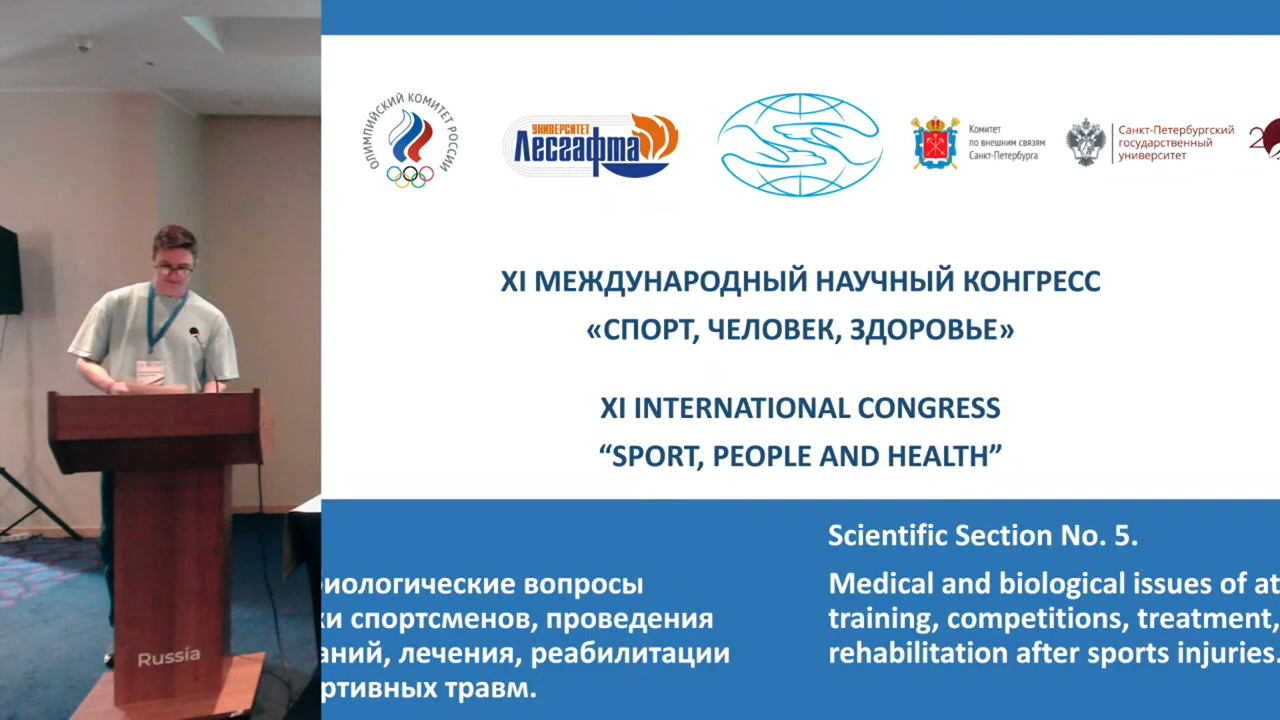 ОЛИМПИЙСКИЙ КОМИТЕТ РОССИИ
УНИВЕРСИТЕТ
Лесгафта
Комитет
по внешним связям
Санкт-Петербурга
Санкт-Петербургский
государственный
университет
2
XI МЕЖДУНАРОДНЫЙ НАУЧНЫЙ КОНГРЕСС
«СПОРТ, ЧЕЛОВЕК, ЗДОРОВЬЕ»
XI INTERNATIONAL CONGRESS
“SPORT, PEOPLE AND HEALTH”
иологические вопросы
ки спортсменов, проведения
аний, лечения, реабилитации
ртивных травм.
Scientific Section No. 5.
Medical and biological issues of at
training, competitions, treatment,
rehabilitation after sports injuries.
Russia